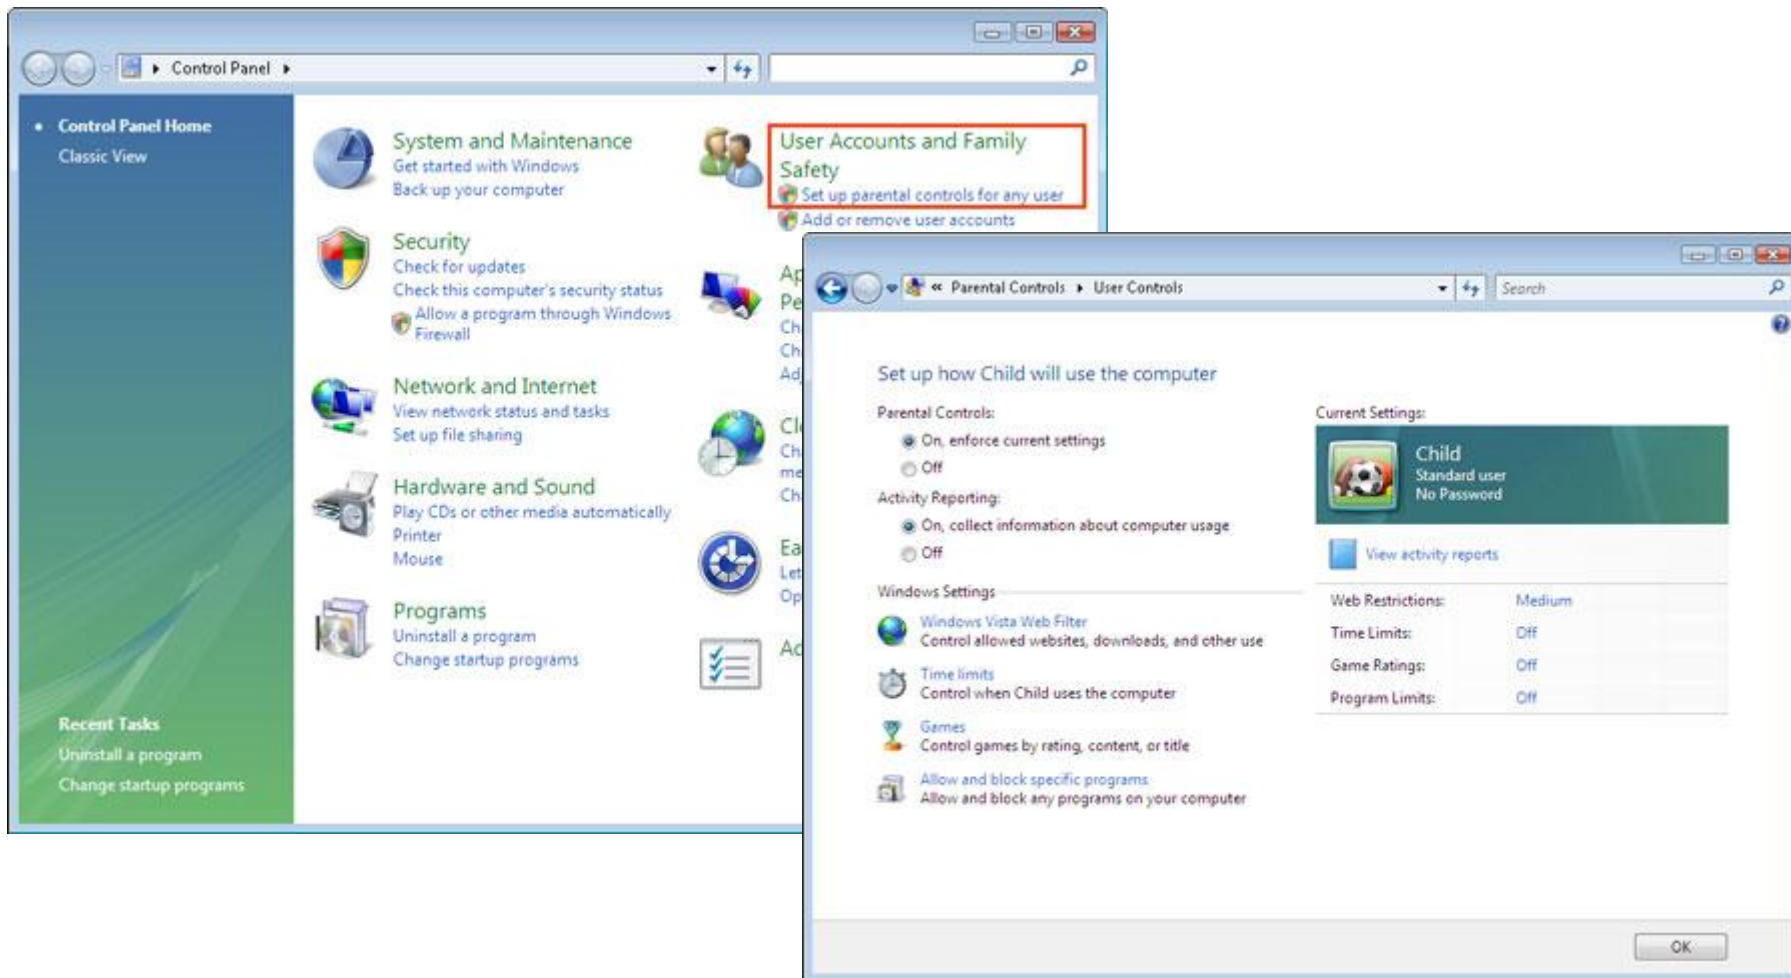 Control Panel
Control Panel Home
Classic View
Recent Tasks
Uninstall a program
Change startup programs
System and Maintenance
Get started with Windows
Back up your computer
Security
Check for updates
Check this computer's security status
Allow a program through Windows
Firewall
Network and Internet
View network status and tasks
Set up file sharing
Hardware and Sound
Play CDs or other media automatically
Printer
Mouse
Programs
Uninstall a program
Change startup programs
User Accounts and Family
Safety
Set up parental controls for any user
Add or remove user accounts
« Parental Controls User Controls
Search
Set up how Child will use the computer
Parental Controls:
On, enforce current settings
Off
Activity Reporting:
On, collect information about computer usage
Off
Windows Settings
Windows Vista Web Filter
Control allowed websites, downloads, and other use
Time limits
Control when Child uses the computer
Games
Control games by rating, content, or title
Allow and block specific programs
Allow and block any programs on your computer
Current Settings:
Child
Standard user
No Password
View activity reports
Web Restrictions: Medium
Time Limits: Off
Game Ratings: Off
Program Limits: Off
OK